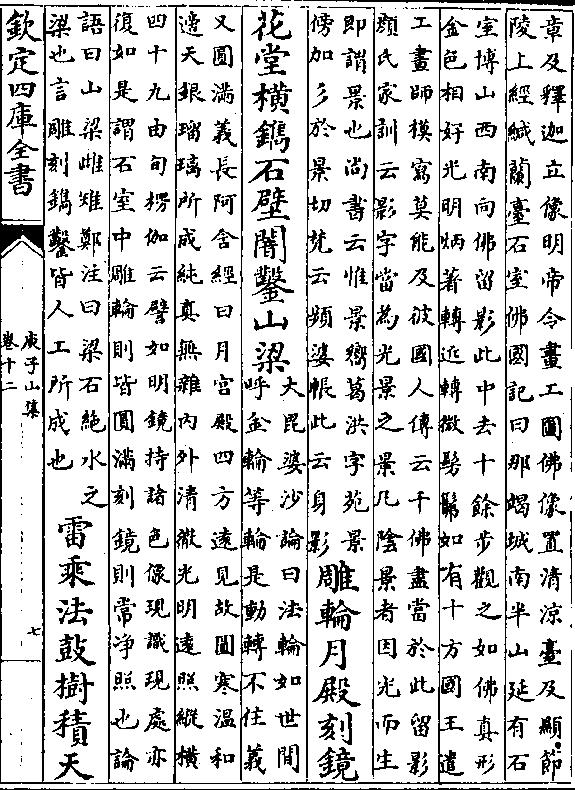 章及釋迦立像明帝令畫工圖佛像置清涼臺及顯節
陵上經緘蘭臺石室佛國記曰那竭城南半山延有石
室博山西南向佛留影此中去十餘步觀之如佛真形
金色相好光明炳著轉近轉微髣髴如有十方國王遣
工畫師模寫莫能及彼國人傳云千佛盡當於此留影
顏氏家訓云影字當為光景之景凡陰景者因光而生
即謂景也尚書云惟景響葛洪字苑景
傍加彡於景切梵云頻婆帳此云身影
雕輪月殿刻鏡
花堂橫鐫石壁闇鑿山梁
大毘婆沙論曰法輪如世間
呼金輪等輪是動轉不住義
又圓滿義長阿含經曰月宮殿四方遠見故圓寒温和
邊天銀瑠璃所成純真無雜內外清徹光明遠照縱橫
四十九由旬楞伽云譬如明鏡持諸色像現識現處亦
復如是謂石室中雕輪則皆圓滿刻鏡則常淨照也論
語曰山梁雌雉鄭注曰梁石絶水之
梁也言雕刻鐫鑿皆人工所成也
雷乘法鼓樹積天
欽定四庫全書
庾子山集
卷十二
七